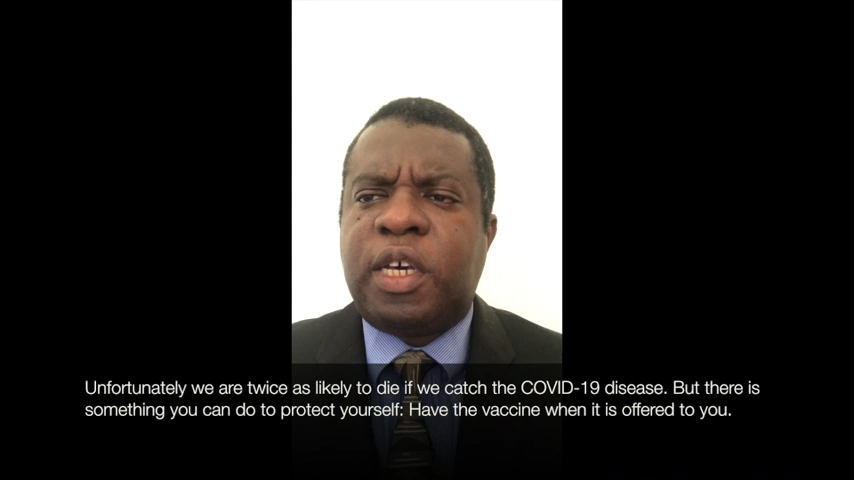 Unfortunately we are twice as likely to die if we catch the COVID-19 disease. But there is
something you can do to protect yourself: Have the vaccine when it is offered to you.